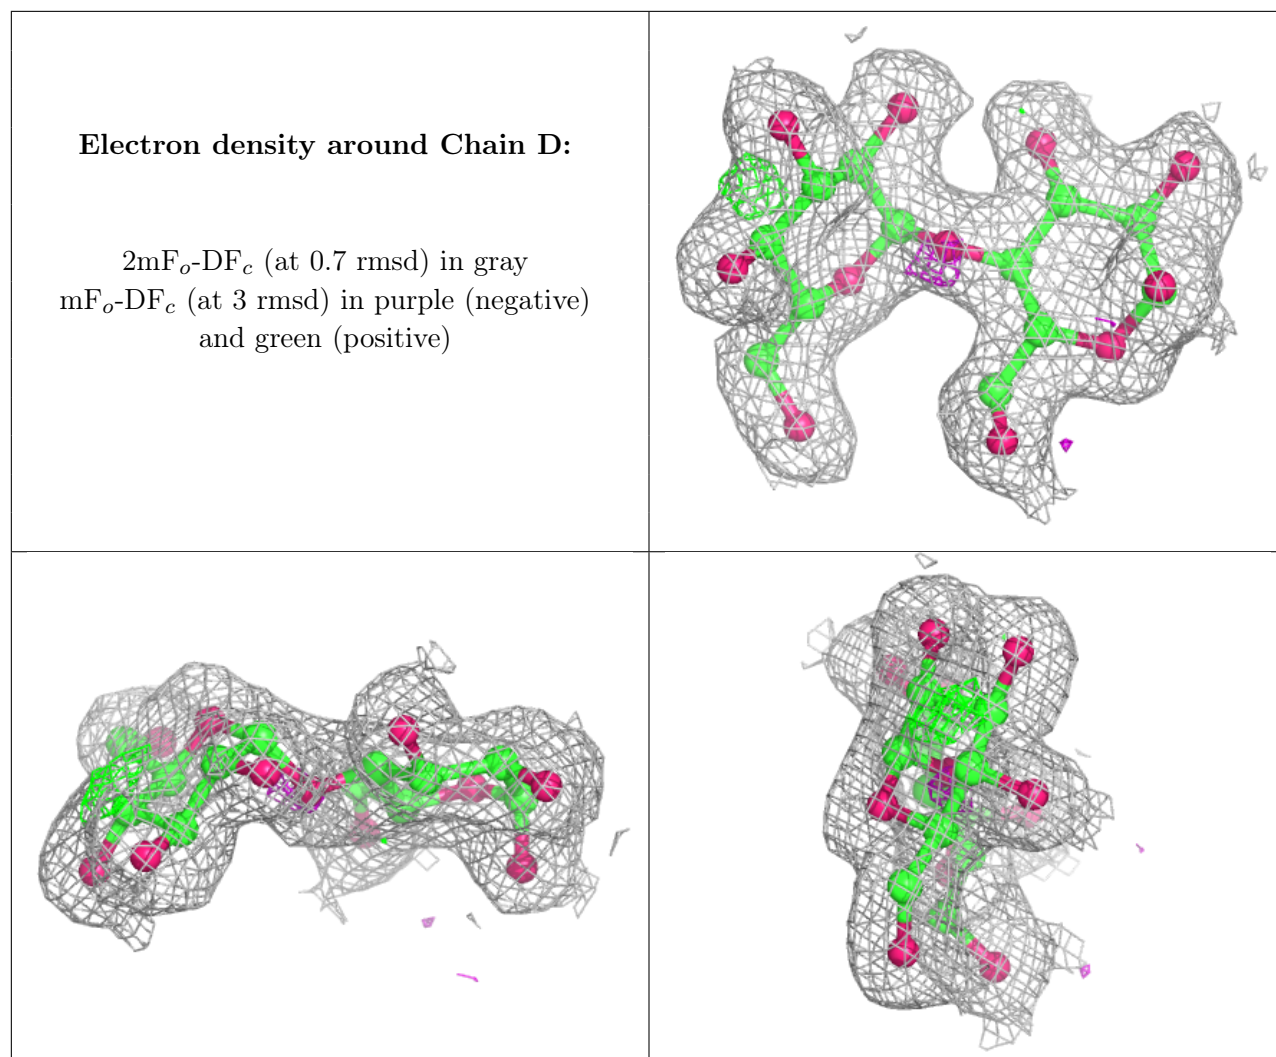 Electron density around Chain D:
2mFo-DFc (at 0.7 rmsd) in gray
mFo-DFc (at 3 rmsd) in purple (negative)
and green (positive)